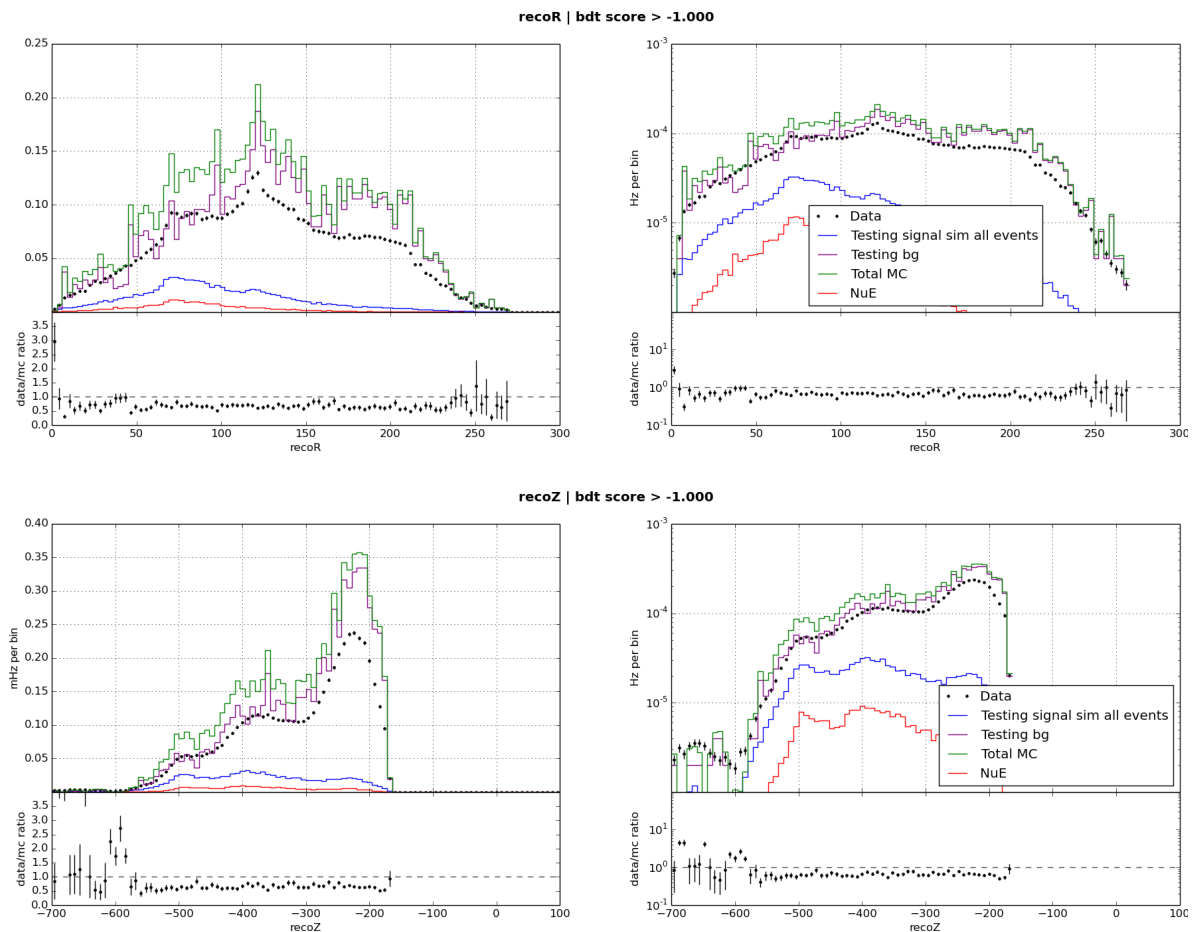 recoR | bdt score > -1.000
0.25
0.20
0.15
0.10
0.05
3.5
3.0
2.5
2.0
1.5
1.0
0.5
0.0
data/mc ratio
0 50 100 150 200 250 300
recoR
10^-3
10^-4
10^-5
Hz per bin
Data
Testing signal sim all events
Testing bg
Total MC
NuE
10^1
10^0
10^-1
data/mc ratio
0 50 100 150 200 250 300
recoR
recoZ | bdt score > -1.000
0.40
0.35
0.30
0.25
0.20
0.15
0.10
0.05
mHz per bin
3.5
3.0
2.5
2.0
1.5
1.0
0.5
0.0
data/mc ratio
−700 −600 −500 −400 −300 −200 −100 0 100
recoZ
10^-3
10^-4
10^-5
Hz per bin
Data
Testing signal sim all events
Testing bg
Total MC
NuE
10^1
10^0
10^-1
data/mc ratio
−700 −600 −500 −400 −300 −200 −100 0 100
recoZ